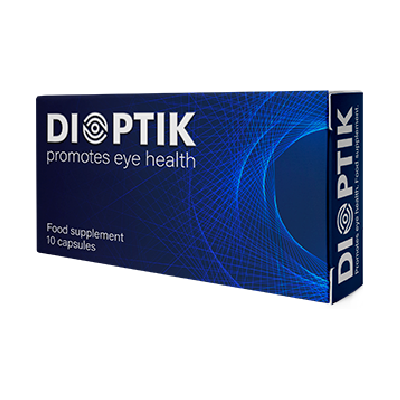 DIOPTIK
promotes eye health
Food supplement
10 capsules
DIOPTIK
Promotes eye health. Food supplement.